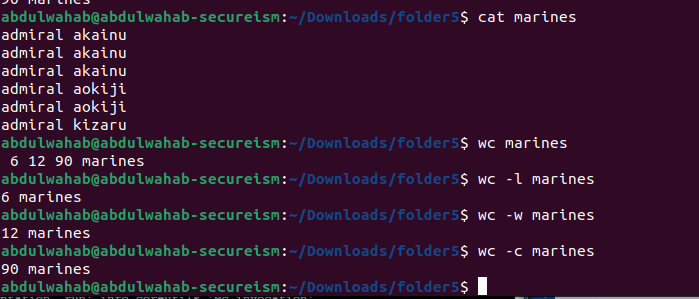 90 marines
abdulwahab@abdulwahab-secureism:~/Downloads/folder5$ cat marines
admiral akainu
admiral akainu
admiral akainu
admiral aokiji
admiral aokiji
admiral kizaru
abdulwahab@abdulwahab-secureism:~/Downloads/folder5$ wc marines
 6 12 90 marines
abdulwahab@abdulwahab-secureism:~/Downloads/folder5$ wc -l marines
6 marines
abdulwahab@abdulwahab-secureism:~/Downloads/folder5$ wc -w marines
12 marines
abdulwahab@abdulwahab-secureism:~/Downloads/folder5$ wc -c marines
90 marines
abdulwahab@abdulwahab-secureism:~/Downloads/folder5$